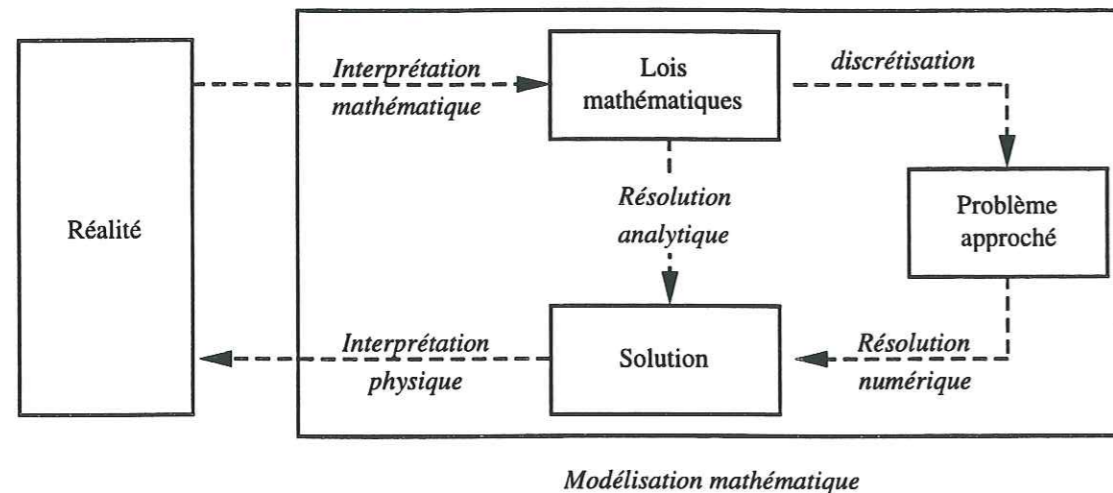 Interprétation
mathématique
Lois
mathématiques
discrétisation
Réalité
Résolution
analytique
Problème
approché
Interprétation
physique
Solution
Résolution
numérique
Modélisation mathématique